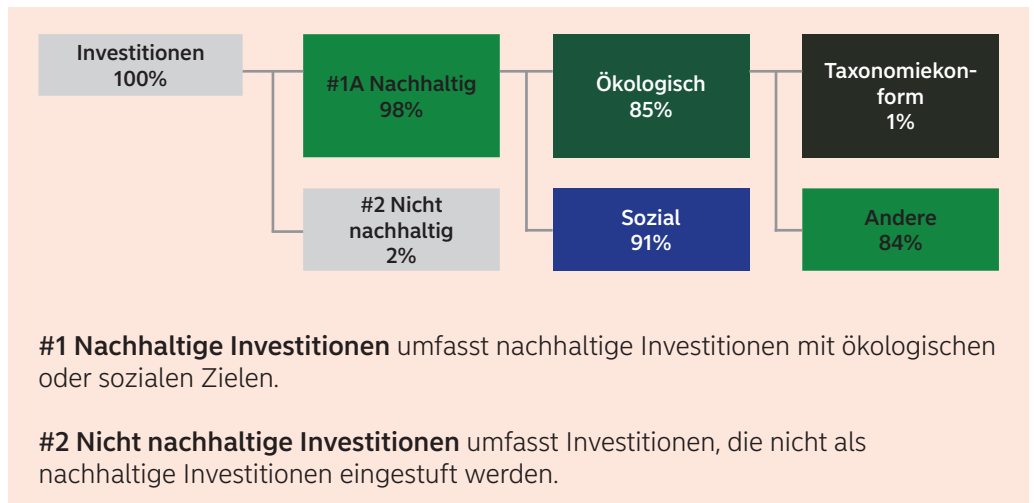 Investitionen
100%
#1A Nachhaltig
98%
Ökologisch
85%
Taxonomiekon-
form
1%
#2 Nicht
nachhaltig
2%
Sozial
91%
Andere
84%
#1 Nachhaltige Investitionen umfasst nachhaltige Investitionen mit ökologischen
oder sozialen Zielen.
#2 Nicht nachhaltige Investitionen umfasst Investitionen, die nicht als
nachhaltige Investitionen eingestuft werden.